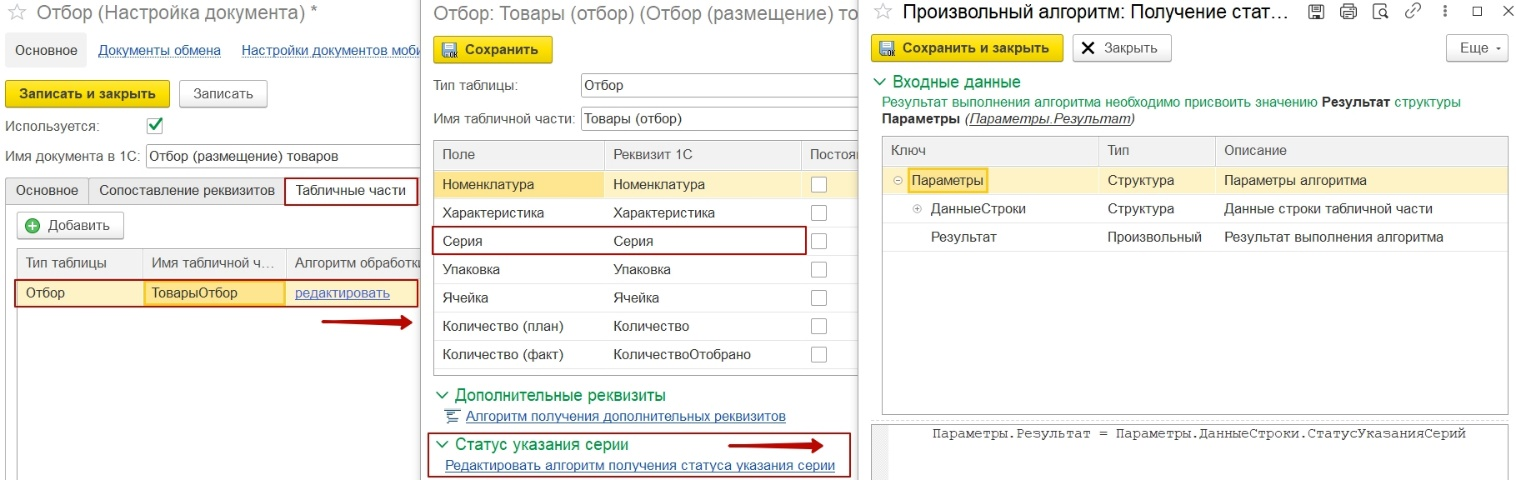 Отбор (Настройка документа) *
Основное Документы обмена Настройки документов моби
Записать и закрыть Записать
Используется:
Имя документа в 1С: Отбор (размещение) товаров
Основное Сопоставление реквизитов Табличные части
Добавить
Тип таблицы Имя табличной ч... Алгоритм обработки
Отбор ТоварыОтбор редактировать
Отбор: Товары (отбор) (Отбор (размещение) то
Сохранить
Тип таблицы: Отбор
Имя табличной части: Товары (отбор)
Поле Реквизит 1С Постоя
Номенклатура Номенклатура
Характеристика Характеристика
Серия Серия
Упаковка Упаковка
Ячейка Ячейка
Количество (план) Количество
Количество (факт) КоличествоОтобрано
Дополнительные реквизиты
Алгоритм получения дополнительных реквизитов
Статус указания серии
Редактировать алгоритм получения статуса указания серии
Произвольный алгоритм: Получение стат...
Сохранить и закрыть Закрыть Еще
Входные данные
Результат выполнения алгоритма необходимо присвоить значению Результат структуры
Параметры (Параметры.Результат)
Ключ Тип Описание
Параметры Структура Параметры алгоритма
ДанныеСтроки Структура Данные строки табличной части
Результат Произвольный Результат выполнения алгоритма
Параметры.Результат = Параметры.ДанныеСтроки.СтатусУказанияСерий